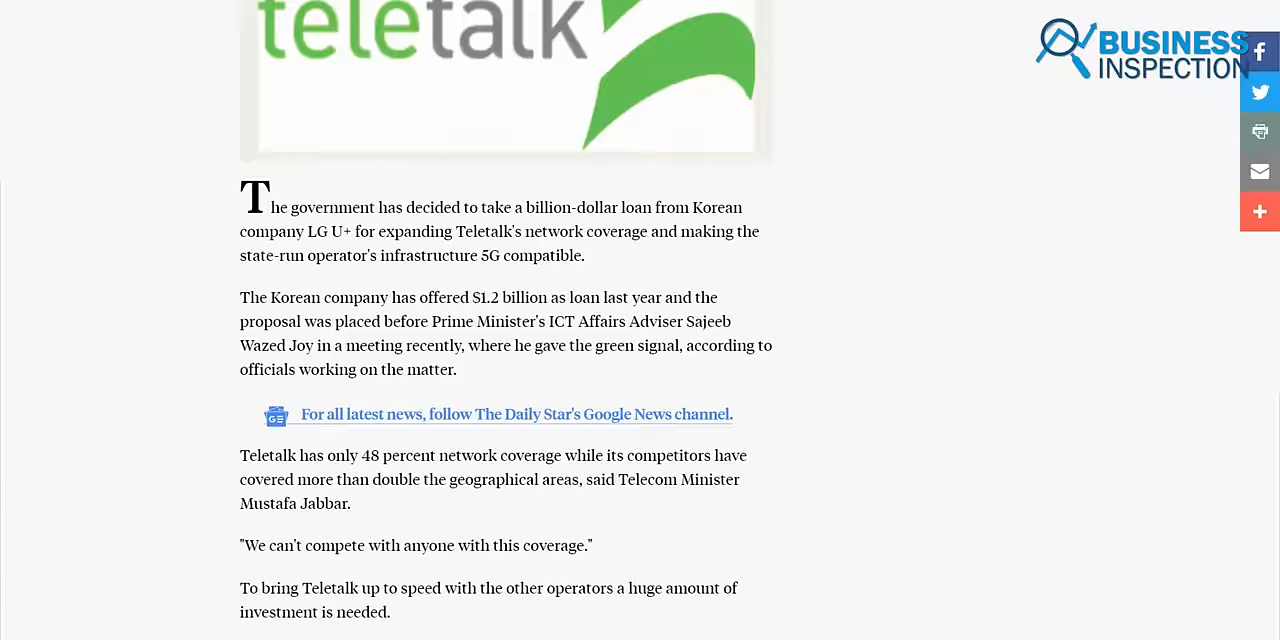 teletalk
BUSINESS
INSPECTION
The government has decided to take a billion-dollar loan from Korean
company LG U+ for expanding Teletalk's network coverage and making the
state-run operator's infrastructure 5G compatible.
The Korean company has offered $1.2 billion as loan last year and the
proposal was placed before Prime Minister's ICT Affairs Adviser Sajeeb
Wazed Joy in a meeting recently, where he gave the green signal, according to
officials working on the matter.
For all latest news, follow The Daily Star's Google News channel.
Teletalk has only 48 percent network coverage while its competitors have
covered more than double the geographical areas, said Telecom Minister
Mustafa Jabbar.
"We can't compete with anyone with this coverage."
To bring Teletalk up to speed with the other operators a huge amount of
investment is needed.